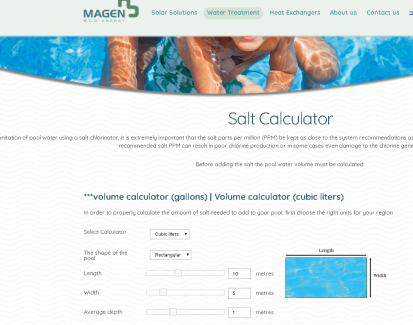 MAGEN
ECO-ENERGY
Solar Solutions Water Treatment Heat Exchangers About us Contact us
Salt Calculator
nitation of pool water using a salt chlorinator, it is extremely important that the salt parts per million (PPM) be kept as close to the system recommendations as
recommended salt PPM can result in poor chlorine production or in some cases even damage to the chlorine gene
Before adding the salt the pool water volume must be calculated:
***volume calculator (gallons) | Volume calculator (cubic liters)
In order to properly calculate the amount of salt needed to add to your pool, first choose the right units for your region
Select Calculator Cubic liters
The shape of the pool Rectangular
Length 10 metres
Width 5 metres
Average depth 1 metres
Length
Width